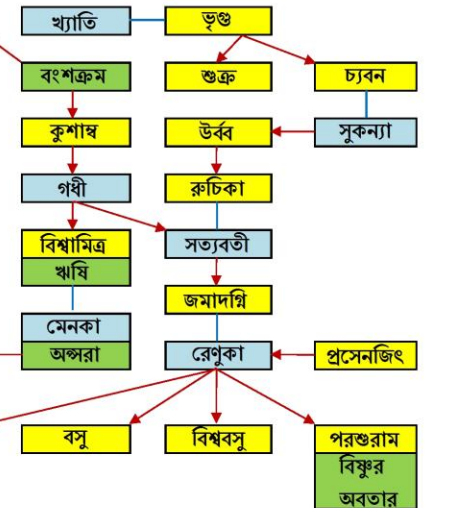 খ্যাতি ভৃগু
বংশক্রম শুক্র চ্যবন
কুশাম্ব উর্বব সুকন্যা
গধী রুচিকা
বিশ্বামিত্র সত্যবতী
ঋষি
জমাদগ্নি
মেনকা
অপ্সরা রেণুকা প্রসেনজিৎ
বসু বিশ্ববসু পরশুরাম
বিষ্ণুর
অবতার